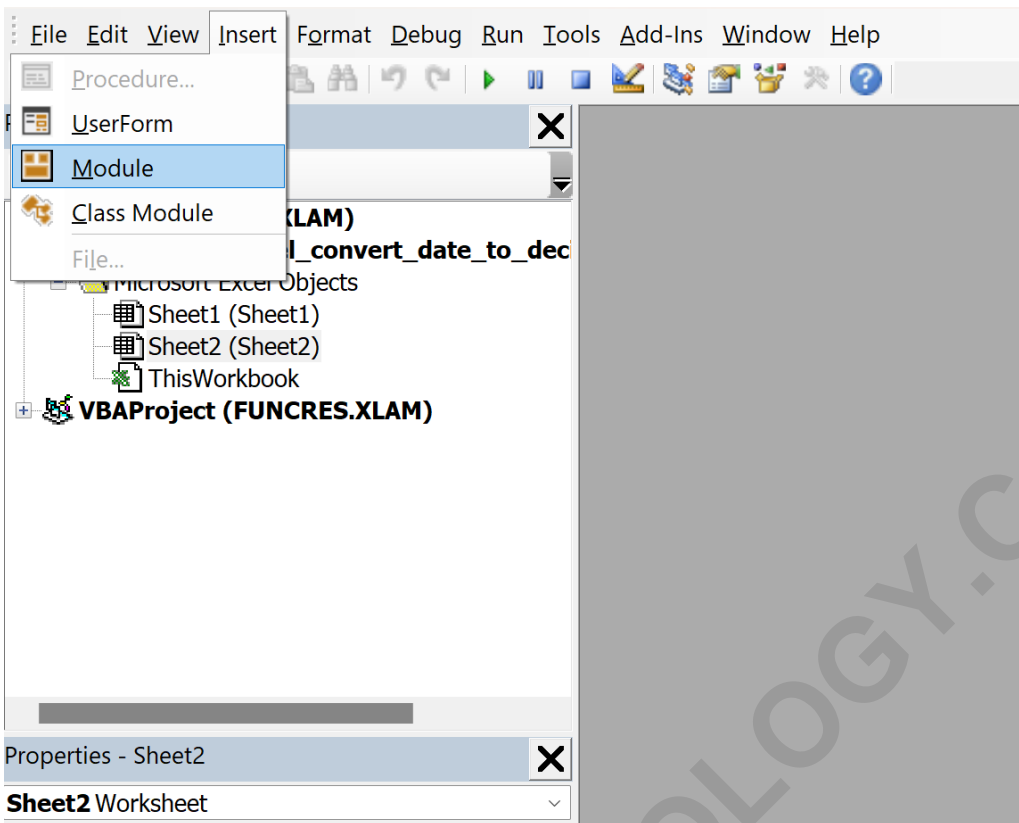 File Edit View Insert Format Debug Run Tools Add-Ins Window Help
Procedure...
UserForm
Module
Class Module
File...
XLAM)
l_convert_date_to_deci
Microsoft Excel Objects
Sheet1 (Sheet1)
Sheet2 (Sheet2)
ThisWorkbook
VBAProject (FUNCRES.XLAM)
Properties - Sheet2
Sheet2 Worksheet
OLOGY.C